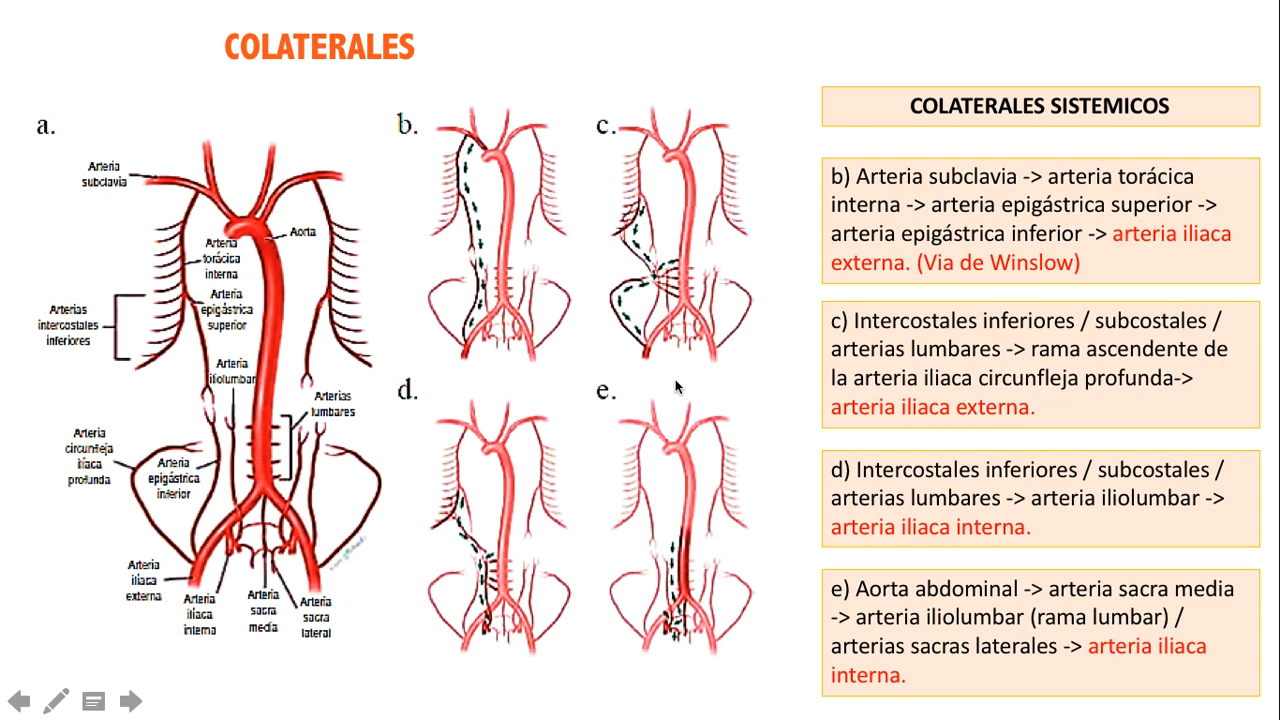 COLATERALES
a.
Arteria
subclavia
Aorta
Arteria
torácica
interna
Arteria
epigástrica
superior
Arterias
intercostales
inferiores
Arteria
iliolumbar
Arterias
lumbares
Arteria
circunfleja
ilíaca
profunda
Arteria
epigástrica
inferior
Arteria
ilíaca
externa
Arteria
ilíaca
interna
Arteria
sacra
media
Arteria
sacra
lateral
b.
c.
d.
e.
COLATERALES SISTEMICOS
b) Arteria subclavia -> arteria torácica
interna -> arteria epigástrica superior ->
arteria epigástrica inferior -> arteria iliaca
externa. (Via de Winslow)
c) Intercostales inferiores / subcostales /
arterias lumbares -> rama ascendente de
la arteria iliaca circunfleja profunda->
arteria iliaca externa.
d) Intercostales inferiores / subcostales /
arterias lumbares -> arteria iliolumbar ->
arteria iliaca interna.
e) Aorta abdominal -> arteria sacra media
-> arteria iliolumbar (rama lumbar) /
arterias sacras laterales -> arteria iliaca
interna.